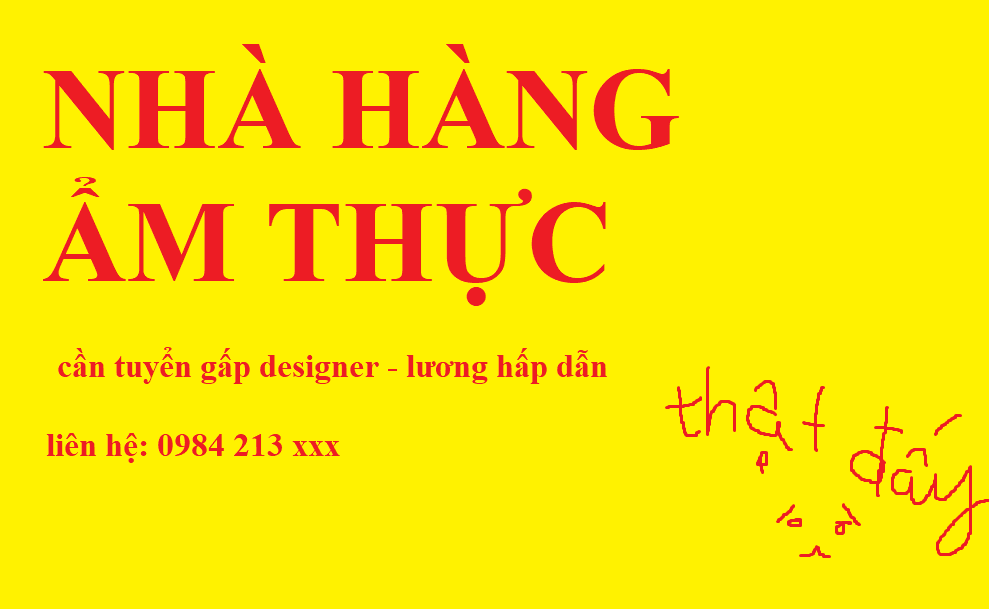 NHÀ HÀNG
ẨM THỰC
cần tuyển gấp designer - lương hấp dẫn
liên hệ: 0984 213 xxx
thật đấy